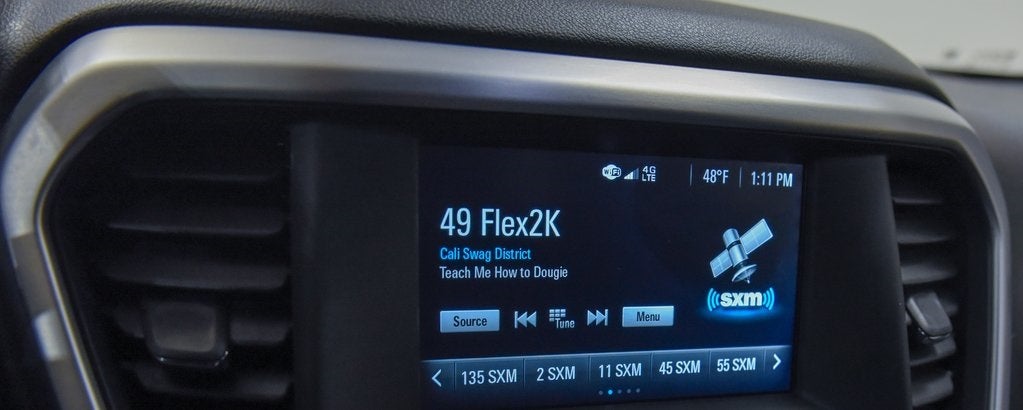 WiFi 4G LTE 48°F 1:11 PM
49 Flex2K
Cali Swag District
Teach Me How to Dougie
sxm
Source Tune Menu
135 SXM 2 SXM 11 SXM 45 SXM 55 SXM